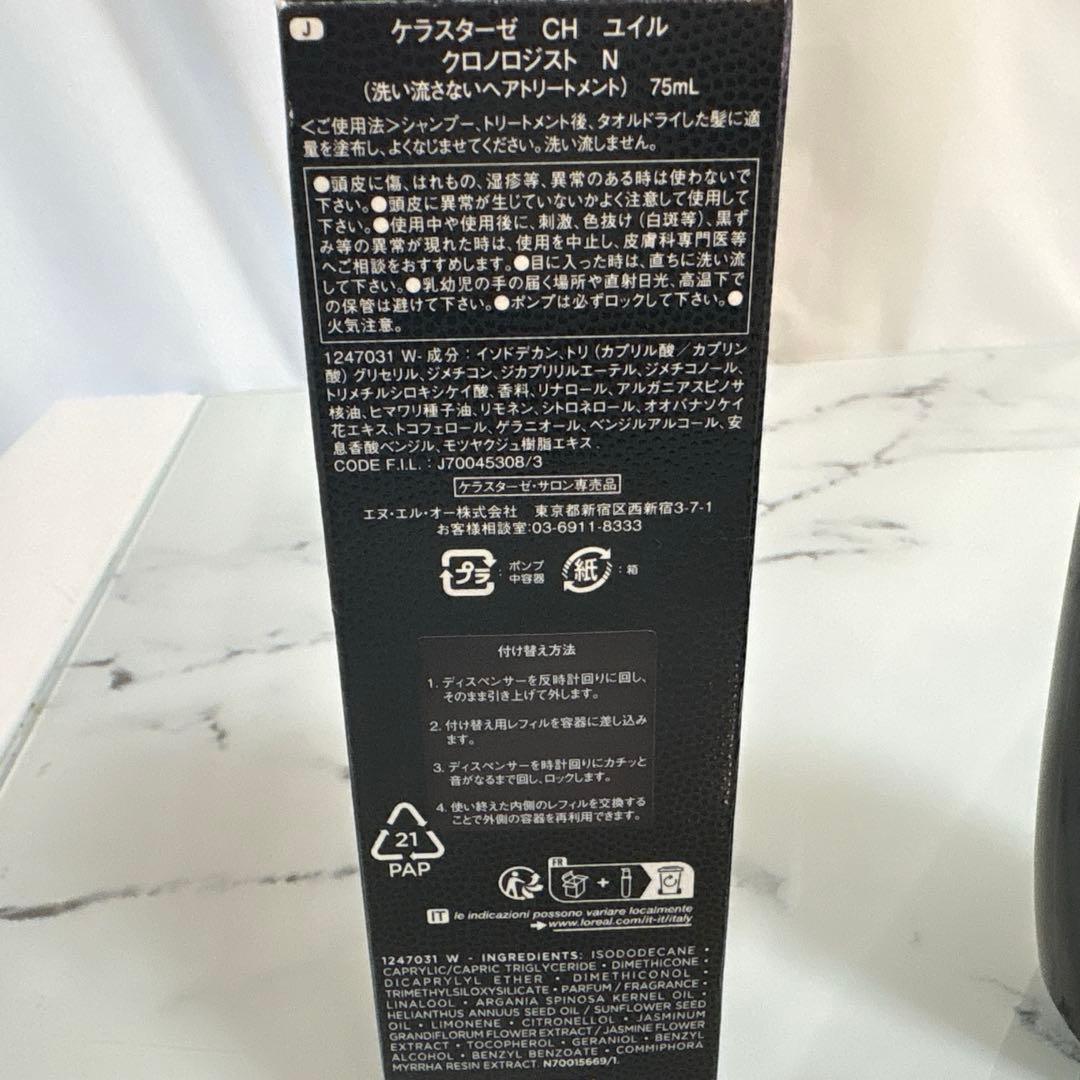 J
ケラスターゼ CH ユイル
クロノロジスト N
(洗い流さないヘアトリートメント) 75mL
<ご使用法>シャンプー、トリートメント後、タオルドライした髪に適
量を塗布し、よくなじませてください。洗い流しません。
●頭皮に傷、はれもの、湿疹等、異常のある時は使わないで
下さい。●頭皮に異常が生じていないかよく注意して使用して
下さい。●使用中や使用後に、刺激、色抜け(白斑等)、黒ず
み等の異常が現れた時は、使用を中止し、皮膚科専門医等
へご相談をおすすめします。●目に入った時は、直ちに洗い流
して下さい。●乳幼児の手の届く場所や直射日光、高温下で
の保管は避けて下さい。●ポンプは必ずロックして下さい。●
火気注意。
1247031 W- 成分:イソドデカン、トリ(カプリル酸/カプリン
酸)グリセリル、ジメチコン、ジカプリリルエーテル、ジメチコノール、
トリメチルシロキシケイ酸、香料、リナロール、アルガニアスピノサ
核油、ヒマワリ種子油、リモネン、シトロネロール、オオバナソケイ
花エキス、トコフェロール、ゲラニオール、ベンジルアルコール、安
息香酸ベンジル、モツヤクジュ樹脂エキス
CODE F.I.L. : J70045308/3
ケラスターゼ・サロン専売品
エヌ・エル・オー株式会社 東京都新宿区西新宿3-7-1
お客様相談室:03-6911-8333
プラ : ポンプ 中容器 紙 : 箱
付け替え方法
1. ディスペンサーを反時計回りに回し、
そのまま引き上げて外します。
2. 付け替え用レフィルを容器に差し込み
ます。
3. ディスペンサーを時計回りにカチッと
音がなるまで回し、ロックします。
4. 使い終えた内側のレフィルを交換する
ことで外側の容器を再利用できます。
21
PAP
FR
+
IT le indicazioni possono variare localmente
www.loreal.com/it-it/italy
1247031 W - INGREDIENTS: ISODODECANE •
CAPRYLIC/CAPRIC TRIGLYCERIDE • DIMETHICONE •
DICAPRYLYL ETHER • DIMETHICONOL •
TRIMETHYLSILOXYSILICATE • PARFUM / FRAGRANCE •
LINALOOL • ARGANIA SPINOSA KERNEL OIL •
HELIANTHUS ANNUUS SEED OIL / SUNFLOWER SEED
OIL • LIMONENE • CITRONELLOL • JASMINUM
GRANDIFLORUM FLOWER EXTRACT / JASMINE FLOWER
EXTRACT • TOCOPHEROL • GERANIOL • BENZYL
ALCOHOL • BENZYL BENZOATE • COMMIPHORA
MYRRHA RESIN EXTRACT. N70015669/1.